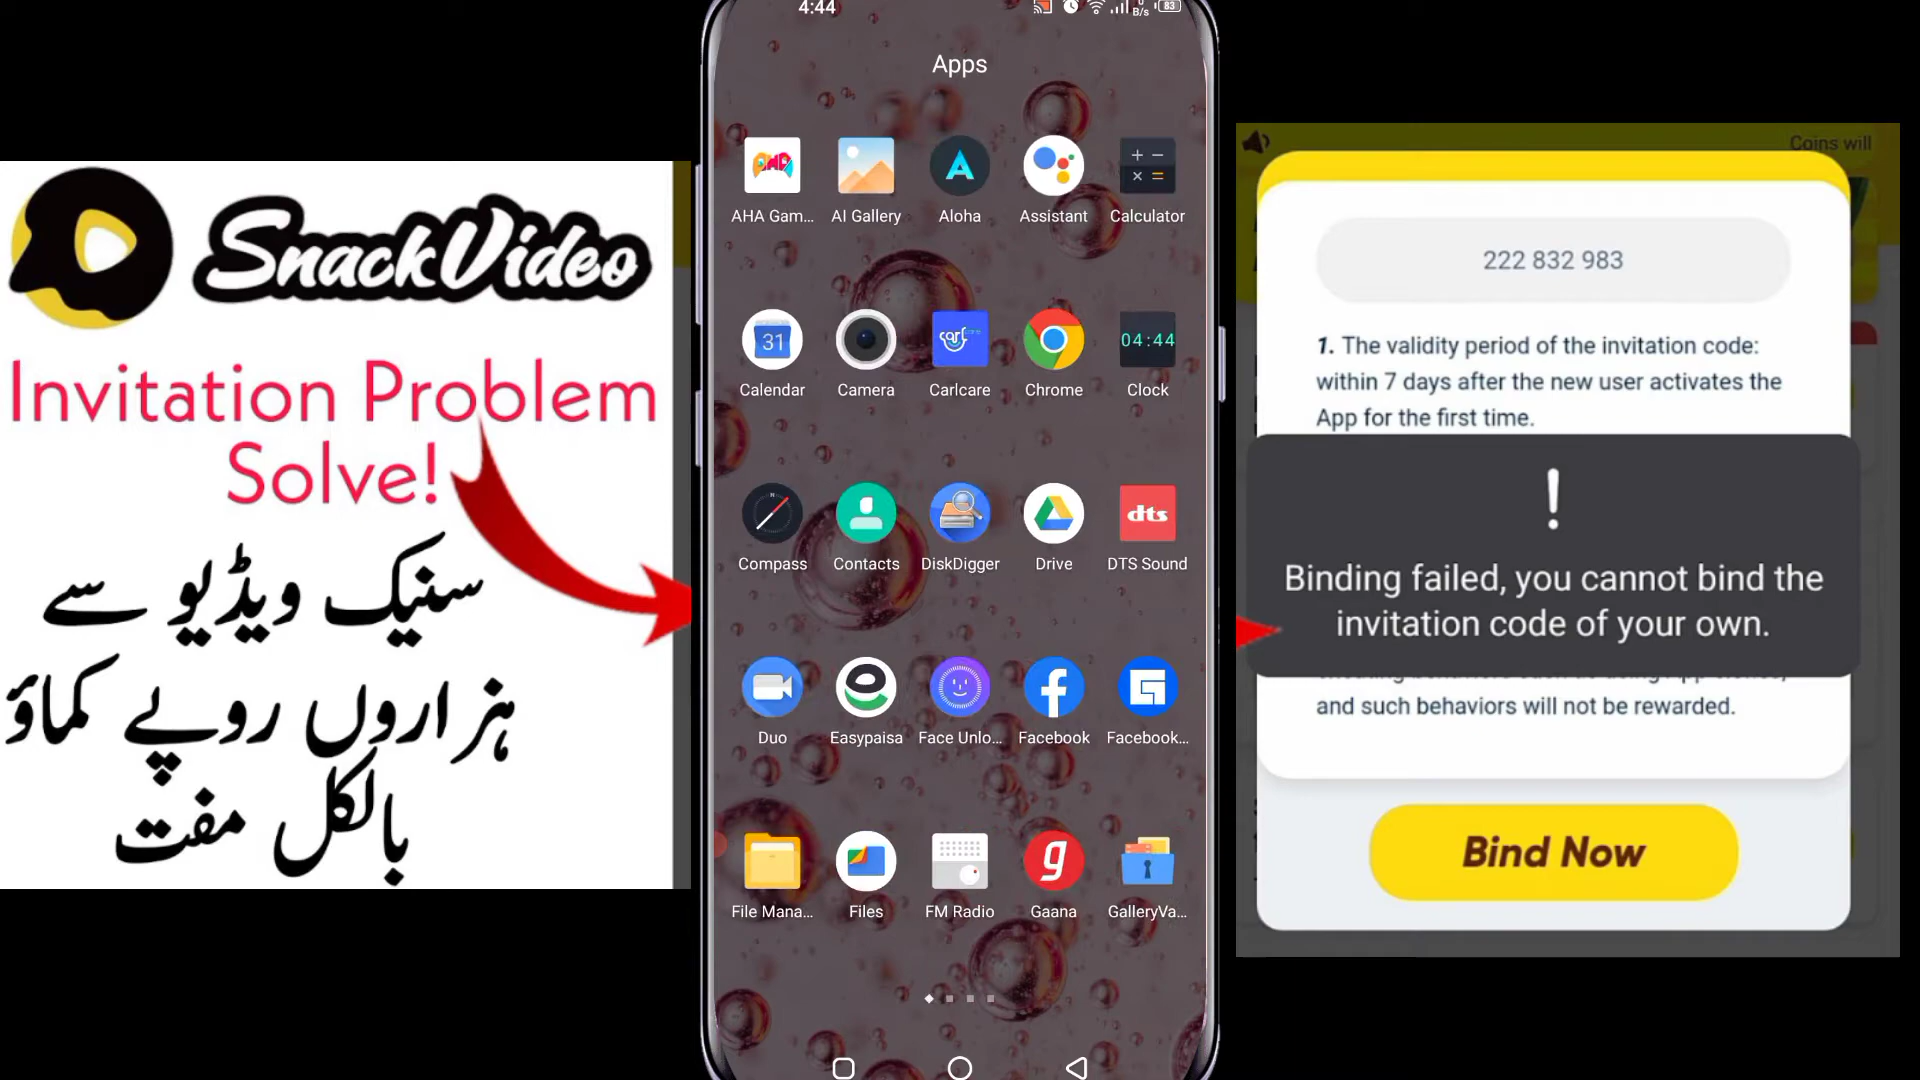 SnackVideo
Invitation Problem
Solve!
سنیک ویڈیو سے
ہزاروں روپے کماؤ
بالکل مفت
4:44
B/s
83
Apps
AHA Gam...
AI Gallery
Aloha
Assistant
Calculator
31
carl
04:44
Calendar
Camera
Carlcare
Chrome
Clock
dts
Compass
Contacts
DiskDigger
Drive
DTS Sound
Duo
Easypaisa
Face Unlo...
Facebook
Facebook...
File Mana...
Files
FM Radio
Gaana
GalleryVa...
Coins will
222 832 983
1. The validity period of the invitation code:
within 7 days after the new user activates the
App for the first time.
!
Binding failed, you cannot bind the
invitation code of your own.
and such behaviors will not be rewarded.
Bind Now